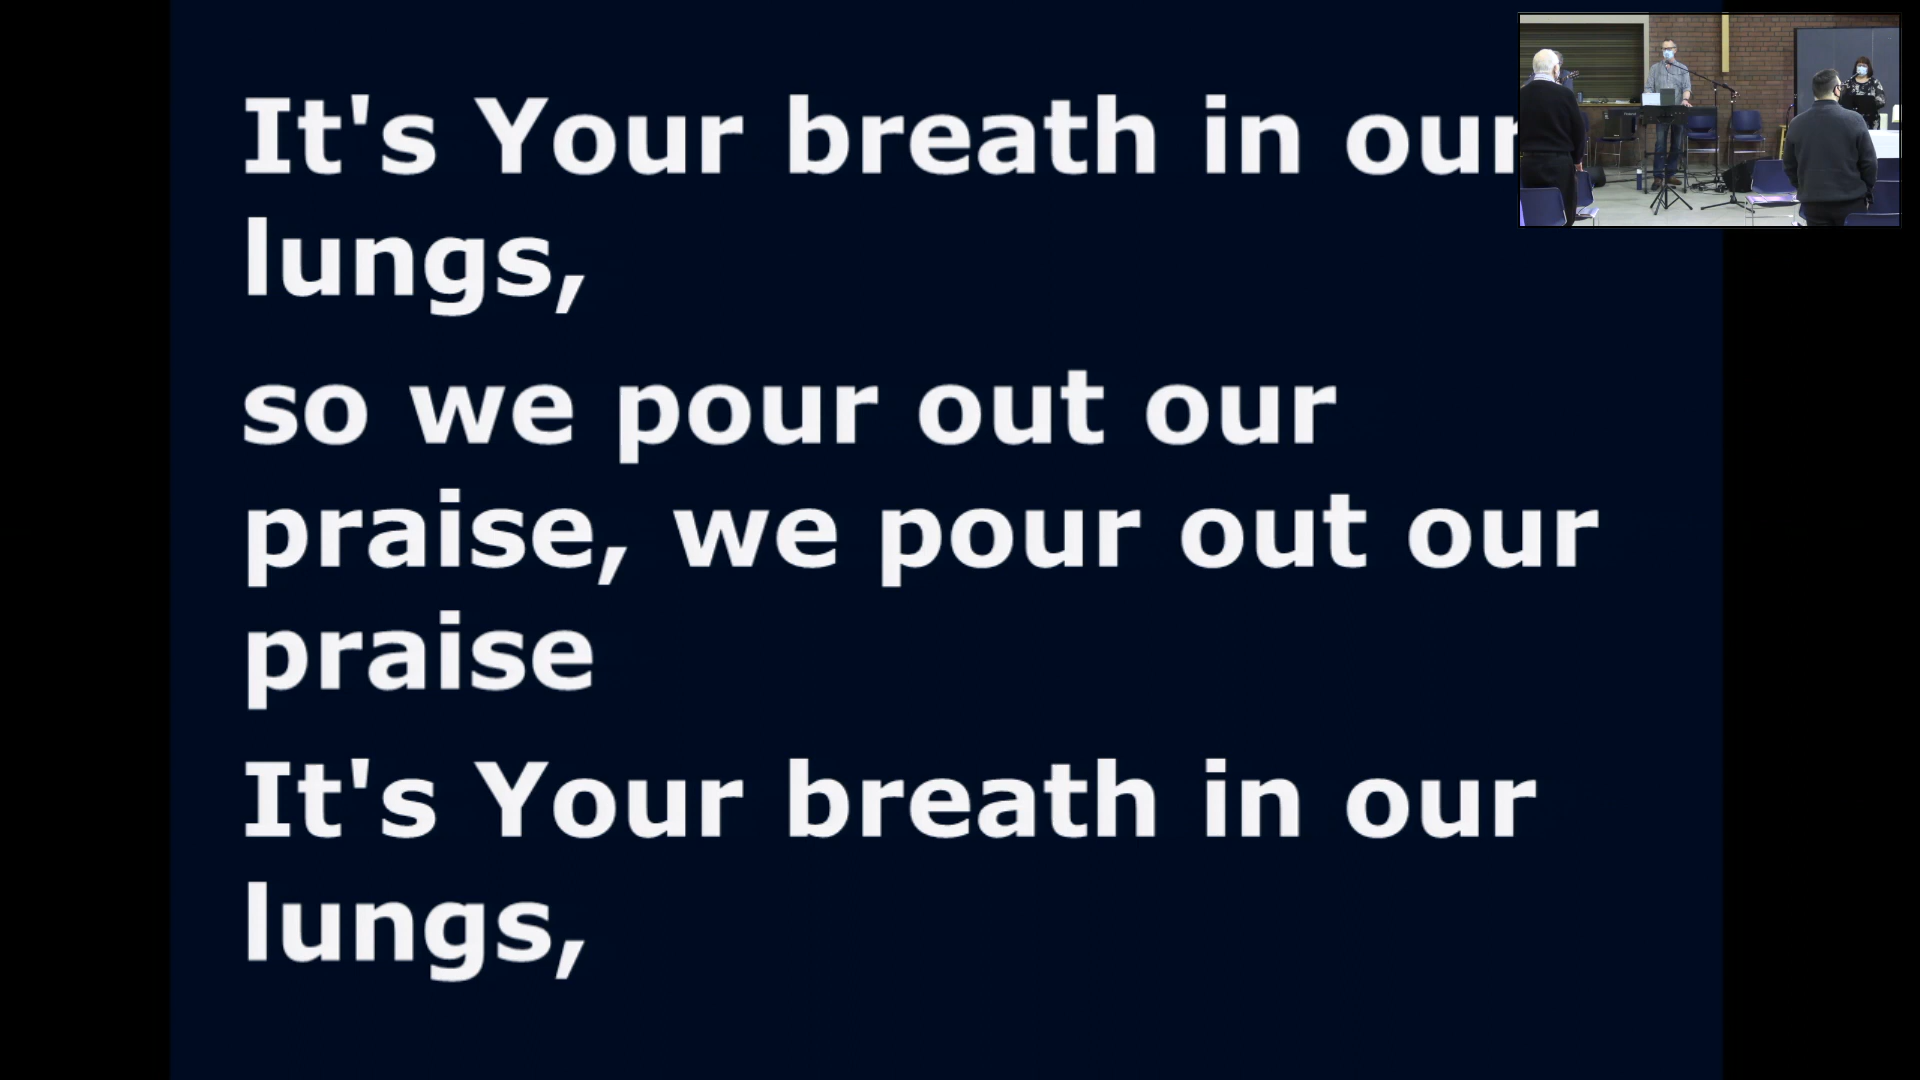 It's Your breath in our
lungs,
so we pour out our
praise, we pour out our
praise
It's Your breath in our
lungs,